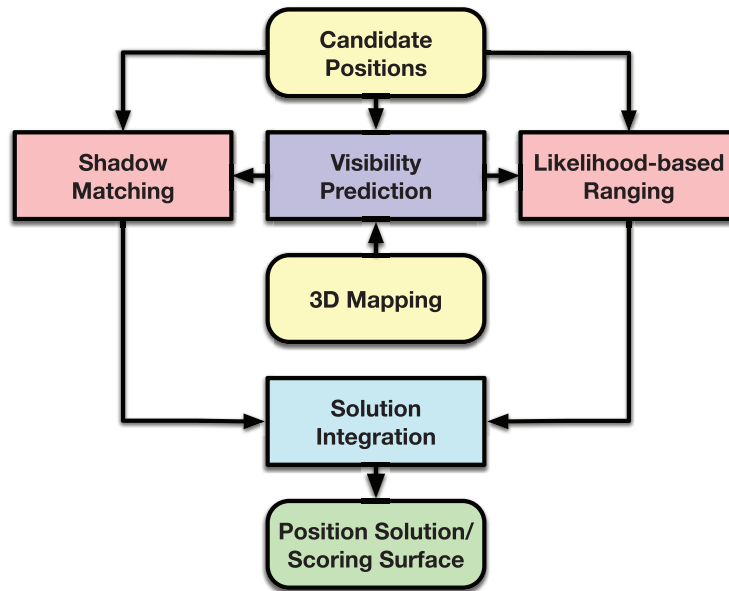 Candidate
Positions
Shadow
Matching
Visibility
Prediction
Likelihood-based
Ranging
3D Mapping
Solution
Integration
Position Solution/
Scoring Surface